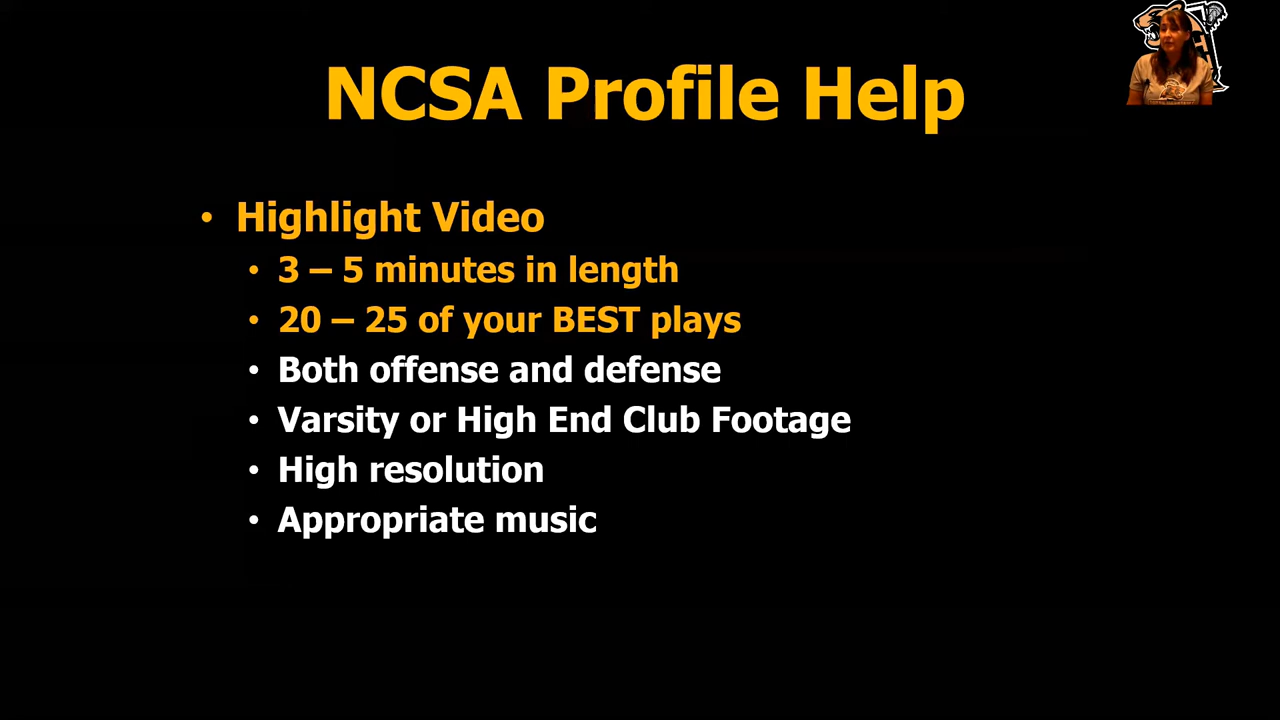 NCSA Profile Help
• Highlight Video
• 3 – 5 minutes in length
• 20 – 25 of your BEST plays
• Both offense and defense
• Varsity or High End Club Footage
• High resolution
• Appropriate music